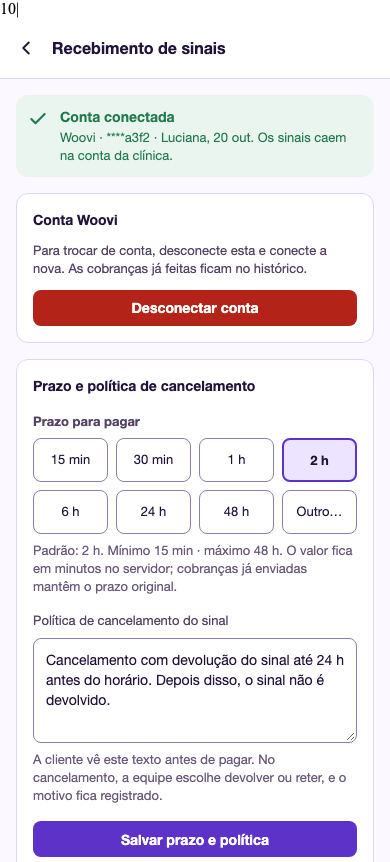 10|
Recebimento de sinais
Conta conectada
Woovi · ****a3f2 · Luciana, 20 out. Os sinais caem
na conta da clínica.
Conta Woovi
Para trocar de conta, desconecte esta e conecte a
nova. As cobranças já feitas ficam no histórico.
Desconectar conta
Prazo e política de cancelamento
Prazo para pagar
15 min 30 min 1 h 2 h
6 h 24 h 48 h Outro…
Padrão: 2 h. Mínimo 15 min · máximo 48 h. O valor fica
em minutos no servidor; cobranças já enviadas
mantêm o prazo original.
Política de cancelamento do sinal
Cancelamento com devolução do sinal até 24 h
antes do horário. Depois disso, o sinal não é
devolvido.
A cliente vê este texto antes de pagar. No
cancelamento, a equipe escolhe devolver ou reter, e o
motivo fica registrado.
Salvar prazo e política